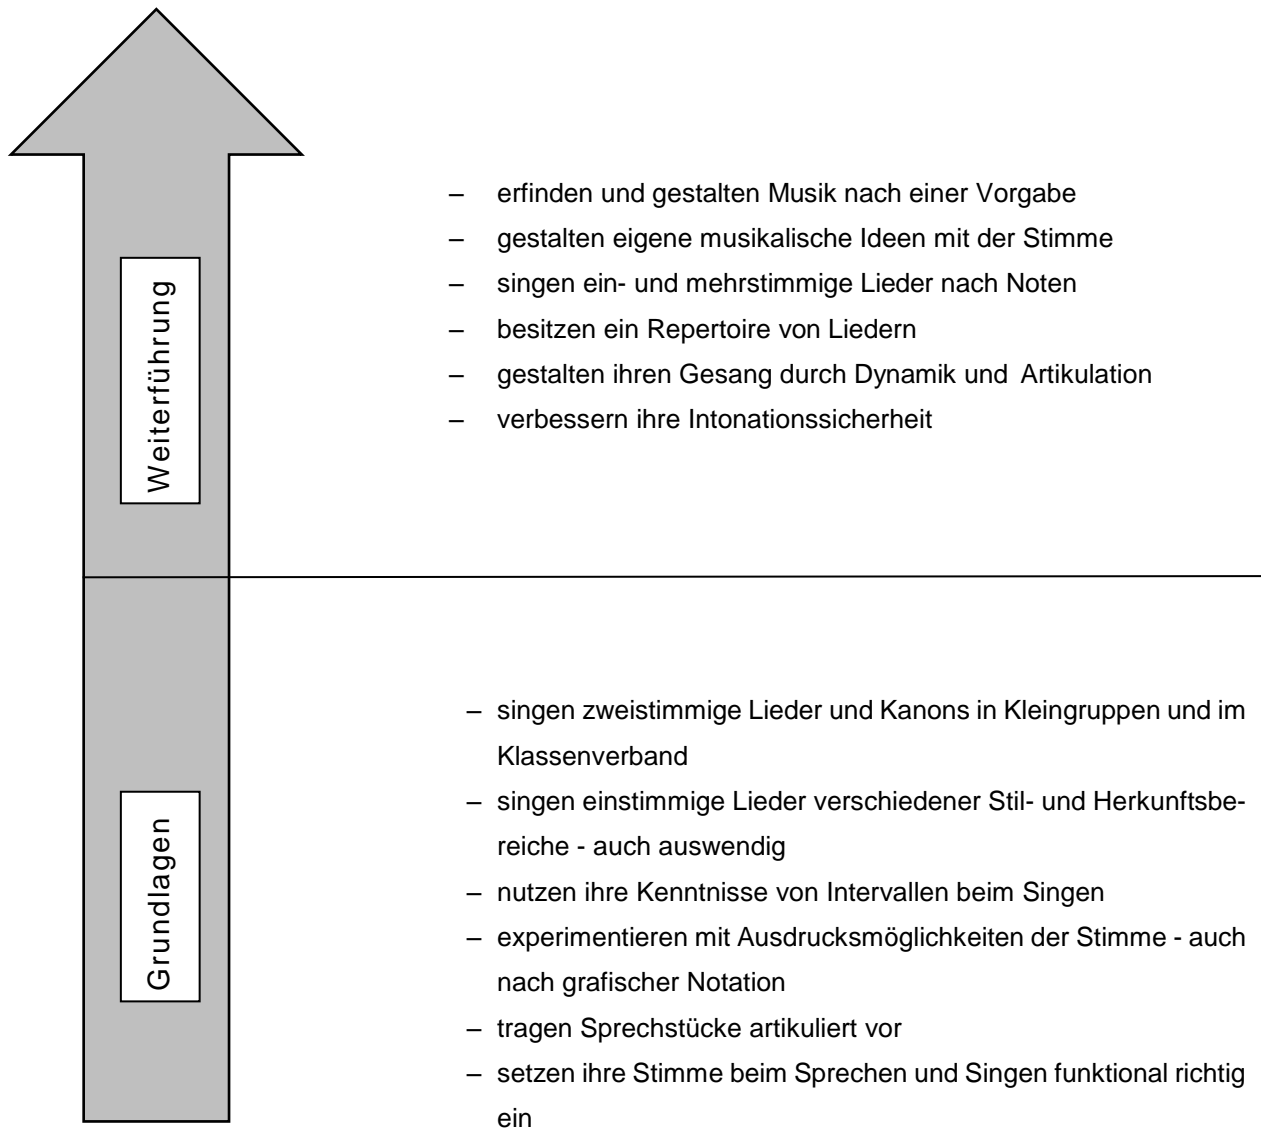 – erfinden und gestalten Musik nach einer Vorgabe
– gestalten eigene musikalische Ideen mit der Stimme
– singen ein- und mehrstimmige Lieder nach Noten
– besitzen ein Repertoire von Liedern
– gestalten ihren Gesang durch Dynamik und Artikulation
– verbessern ihre Intonationssicherheit
Weiterführung
– singen zweistimmige Lieder und Kanons in Kleingruppen und im
Klassenverband
– singen einstimmige Lieder verschiedener Stil- und Herkunftsbe-
reiche - auch auswendig
– nutzen ihre Kenntnisse von Intervallen beim Singen
– experimentieren mit Ausdrucksmöglichkeiten der Stimme - auch
nach grafischer Notation
– tragen Sprechstücke artikuliert vor
– setzen ihre Stimme beim Sprechen und Singen funktional richtig
ein
Grundlagen